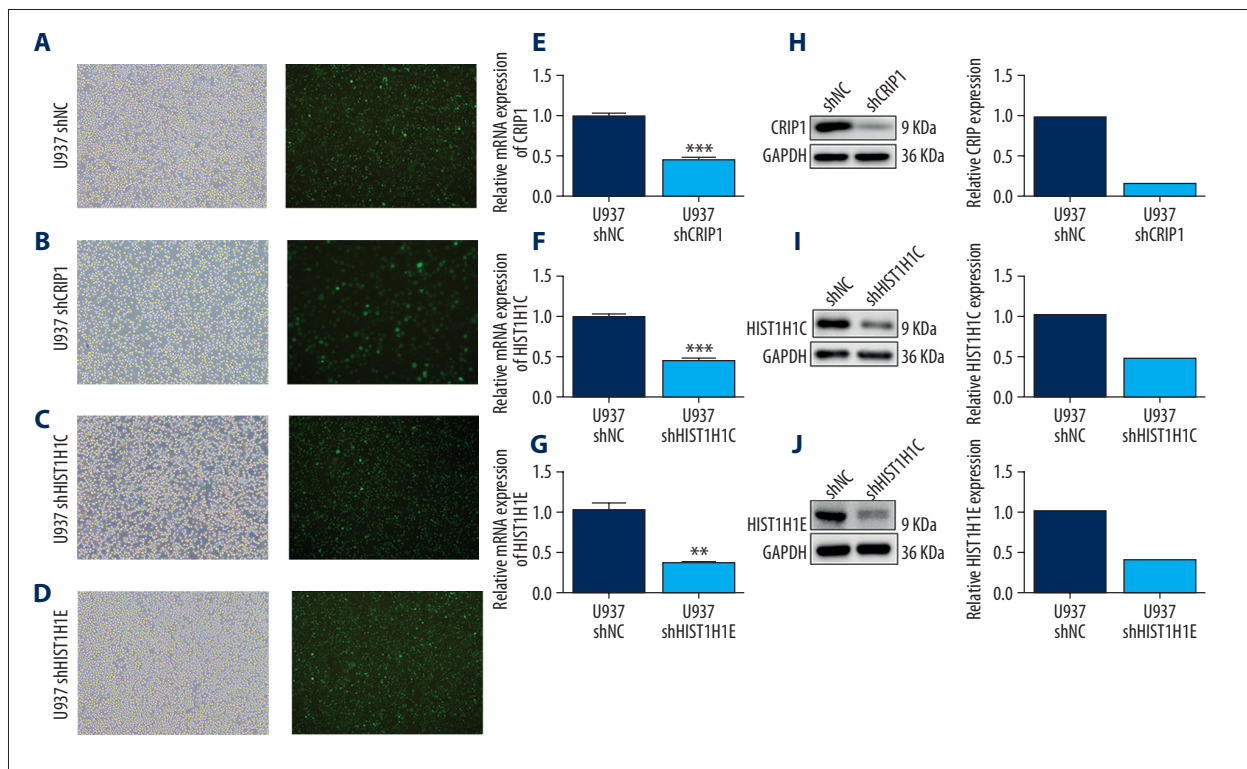 A
U937 shNC
B
U937 shCRIP1
C
U937 shHIST1H1C
D
U937 shHIST1H1E
E
Relative mRNA expression
of CRIP1
1.5
1.0
0.5
0.0
***
U937
shNC
U937
shCRIP1
F
Relative mRNA expression
of HIST1H1C
1.5
1.0
0.5
0.0
***
U937
shNC
U937
shHIST1H1C
G
Relative mRNA expression
of HIST1H1E
1.5
1.0
0.5
0.0
**
U937
shNC
U937
shHIST1H1E
H
shNC
shCRIP1
CRIP1
9 KDa
GAPDH
36 KDa
Relative CRIP expression
1.5
1.0
0.5
0.0
U937
shNC
U937
shCRIP1
I
shNC
shHIST1H1C
HIST1H1C
9 KDa
GAPDH
36 KDa
Relative HIST1H1C expression
1.5
1.0
0.5
0.0
U937
shNC
U937
shHIST1H1C
J
shNC
shHIST1H1C
HIST1H1E
9 KDa
GAPDH
36 KDa
Relative HIST1H1E expression
1.5
1.0
0.5
0.0
U937
shNC
U937
shHIST1H1E